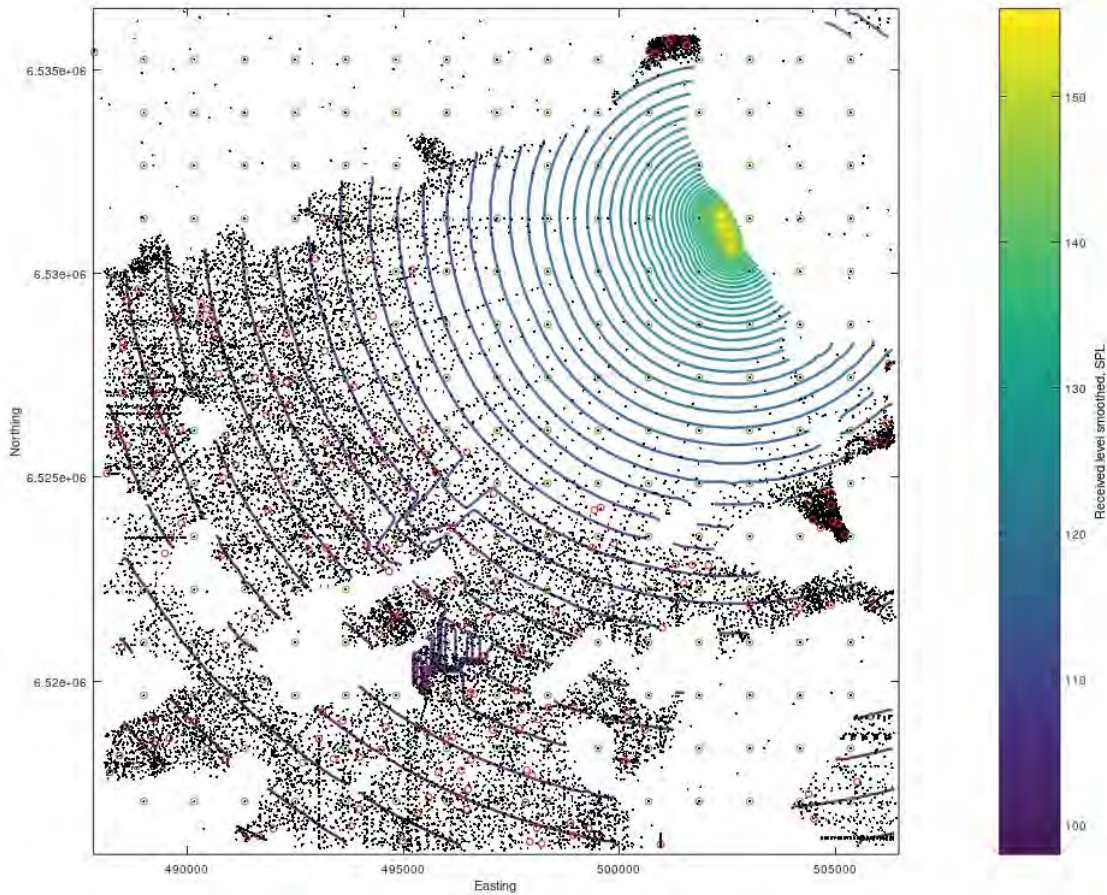 6.535e+06
6.53e+06
6.525e+06
6.52e+06
Northing
490000
495000
500000
505000
Easting
150
140
130
120
110
100
Received level smoothed, SPL